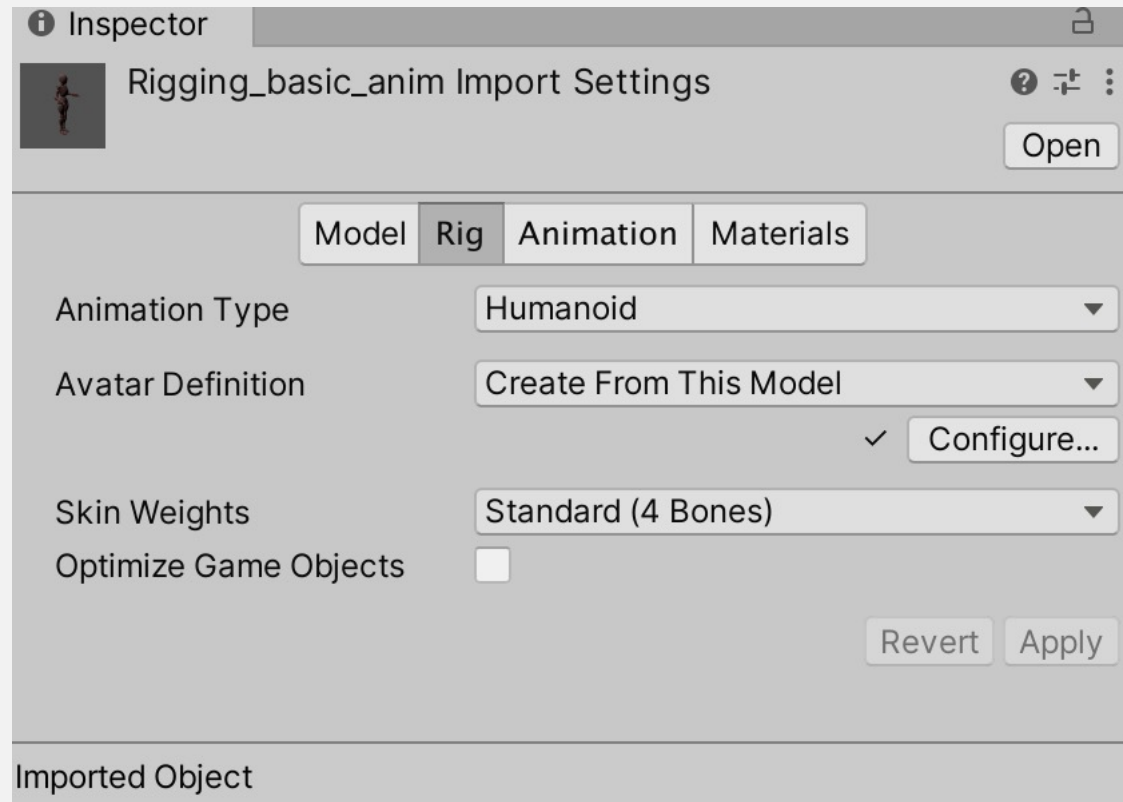 Inspector
Rigging_basic_anim Import Settings
Open
Model Rig Animation Materials
Animation Type Humanoid
Avatar Definition Create From This Model
Configure...
Skin Weights Standard (4 Bones)
Optimize Game Objects
Revert Apply
Imported Object